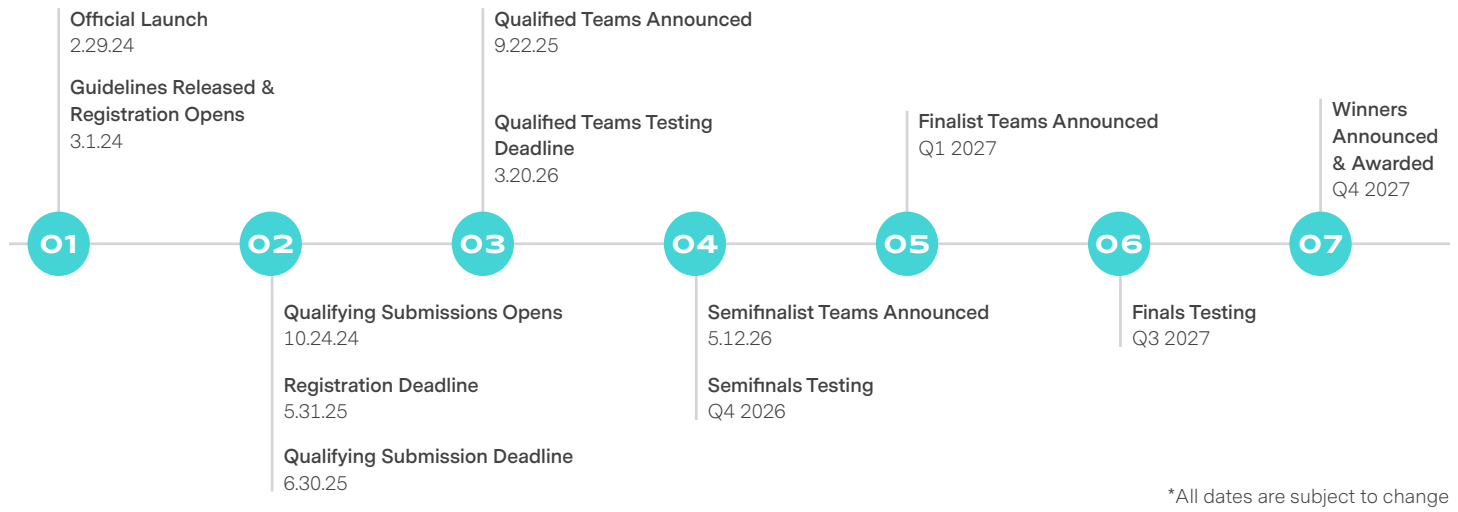 Official Launch
2.29.24
Guidelines Released &
Registration Opens
3.1.24
Qualified Teams Announced
9.22.25
Qualified Teams Testing
Deadline
3.20.26
Finalist Teams Announced
Q1 2027
Winners
Announced
& Awarded
Q4 2027
01
02
03
04
05
06
07
Qualifying Submissions Opens
10.24.24
Registration Deadline
5.31.25
Qualifying Submission Deadline
6.30.25
Semifinalist Teams Announced
5.12.26
Semifinals Testing
Q4 2026
Finals Testing
Q3 2027
*All dates are subject to change